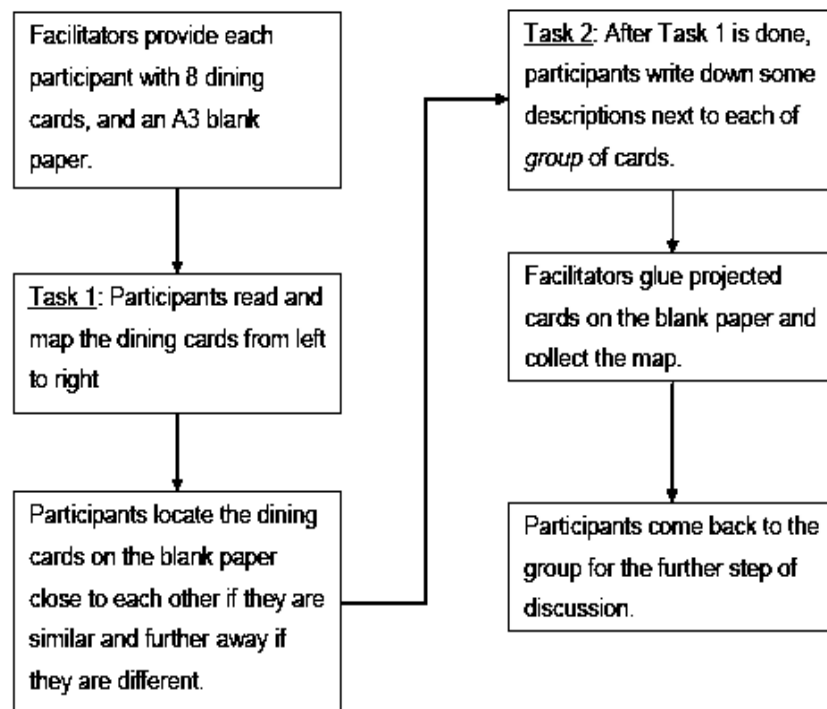 Facilitators provide each
participant with 8 dining
cards, and an A3 blank
paper.
Task 1: Participants read and
map the dining cards from left
to right
Participants locate the dining
cards on the blank paper
close to each other if they are
similar and further away if
they are different.
Task 2: After Task 1 is done,
participants write down some
descriptions next to each of
group of cards.
Facilitators glue projected
cards on the blank paper and
collect the map.
Participants come back to the
group for the further step of
discussion.